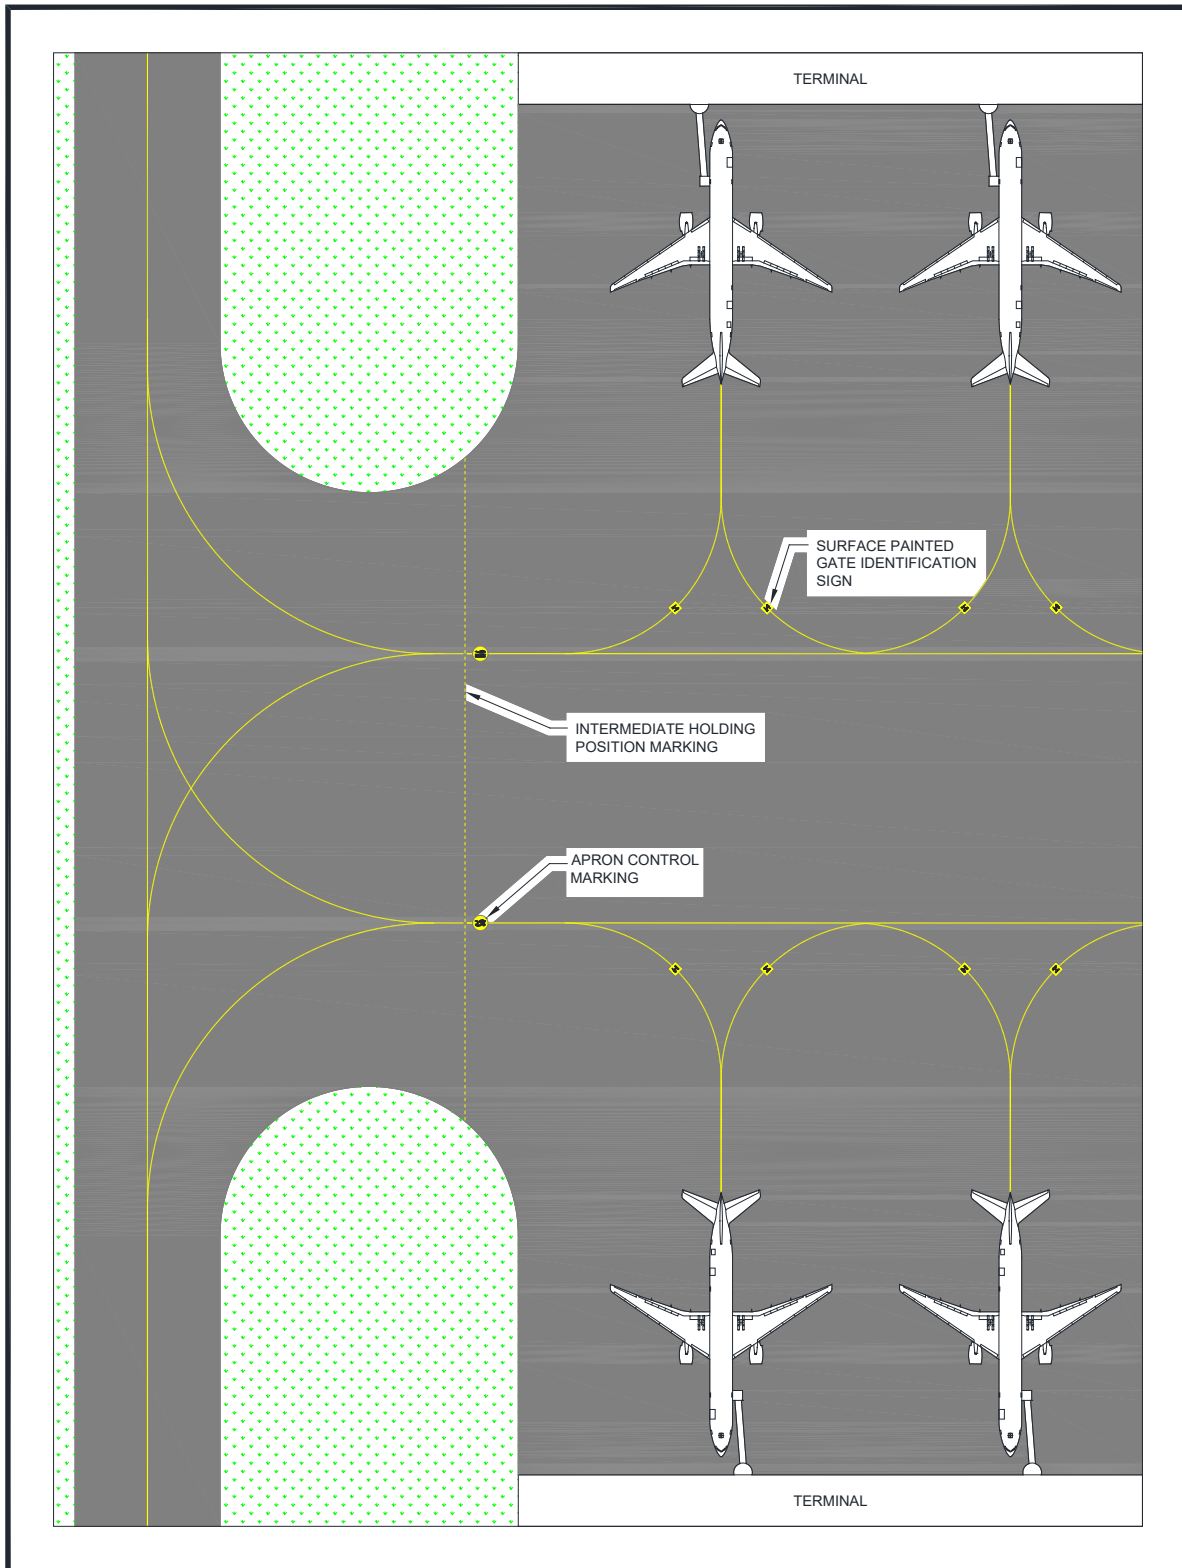 TERMINAL
SURFACE PAINTED
GATE IDENTIFICATION
SIGN
INTERMEDIATE HOLDING
POSITION MARKING
APRON CONTROL
MARKING
TERMINAL